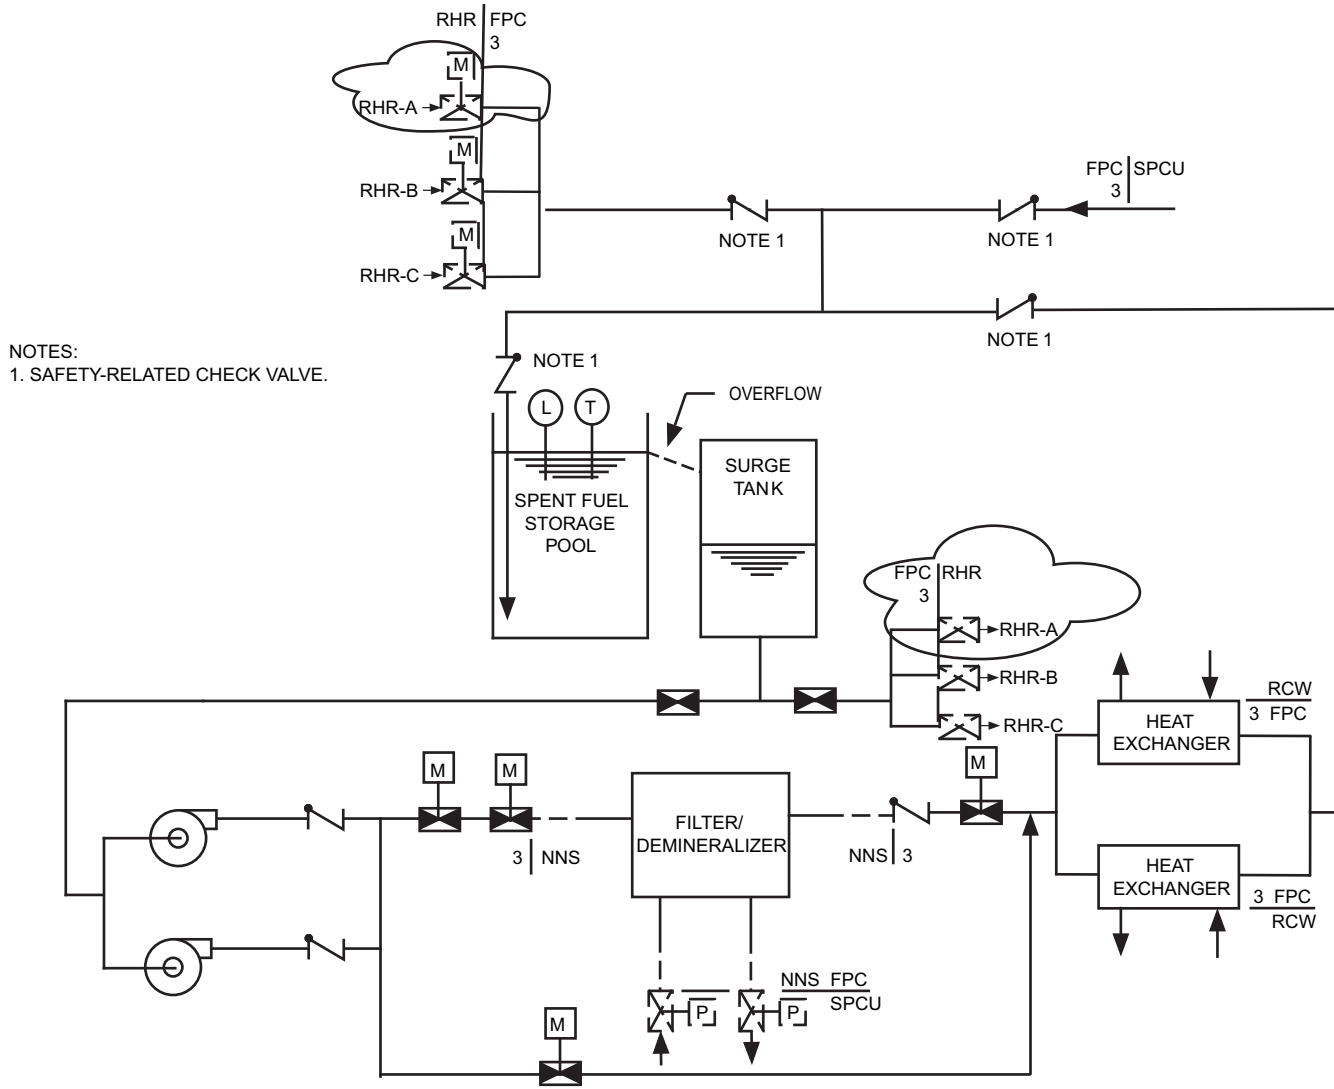 RHR FPC
3
M
RHR-A
M
RHR-B
M
RHR-C
FPC SPCU
3
NOTE 1
NOTE 1
NOTE 1
NOTES:
1. SAFETY-RELATED CHECK VALVE.
NOTE 1
L
T
OVERFLOW
SURGE
TANK
SPENT FUEL
STORAGE
POOL
FPC RHR
3
RHR-A
RHR-B
RHR-C
RCW
3 FPC
HEAT
EXCHANGER
M
M
M
FILTER/
DEMINERALIZER
3 NNS
NNS 3
HEAT
EXCHANGER
3 FPC
RCW
NNS FPC
SPCU
P
P
M